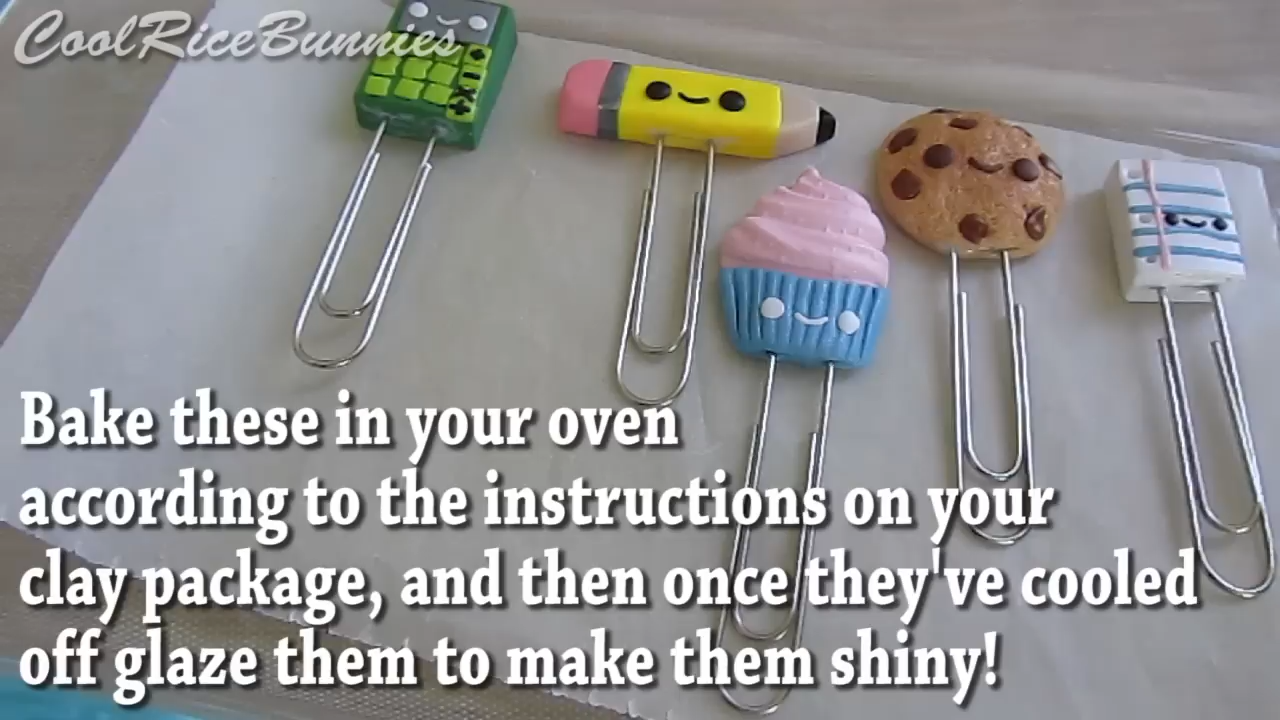 CoolRiceBunnies
Bake these in your oven
according to the instructions on your
clay package, and then once they've cooled
off glaze them to make them shiny!